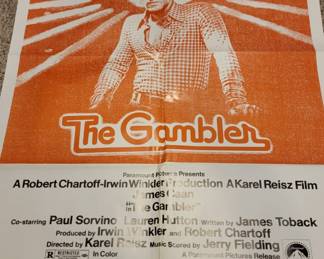 The Gambler
Paramount Pictures Presents
A Robert Chartoff-Irwin Winkler Production A Karel Reisz Film
James Caan
in "The Gambler"
Co-starring Paul Sorvino Lauren Hutton Written by James Toback
Produced by Irwin Winkler and Robert Chartoff
Directed by Karel Reisz Music Scored by Jerry Fielding
R RESTRICTED In Color A Paramount Pictures Release